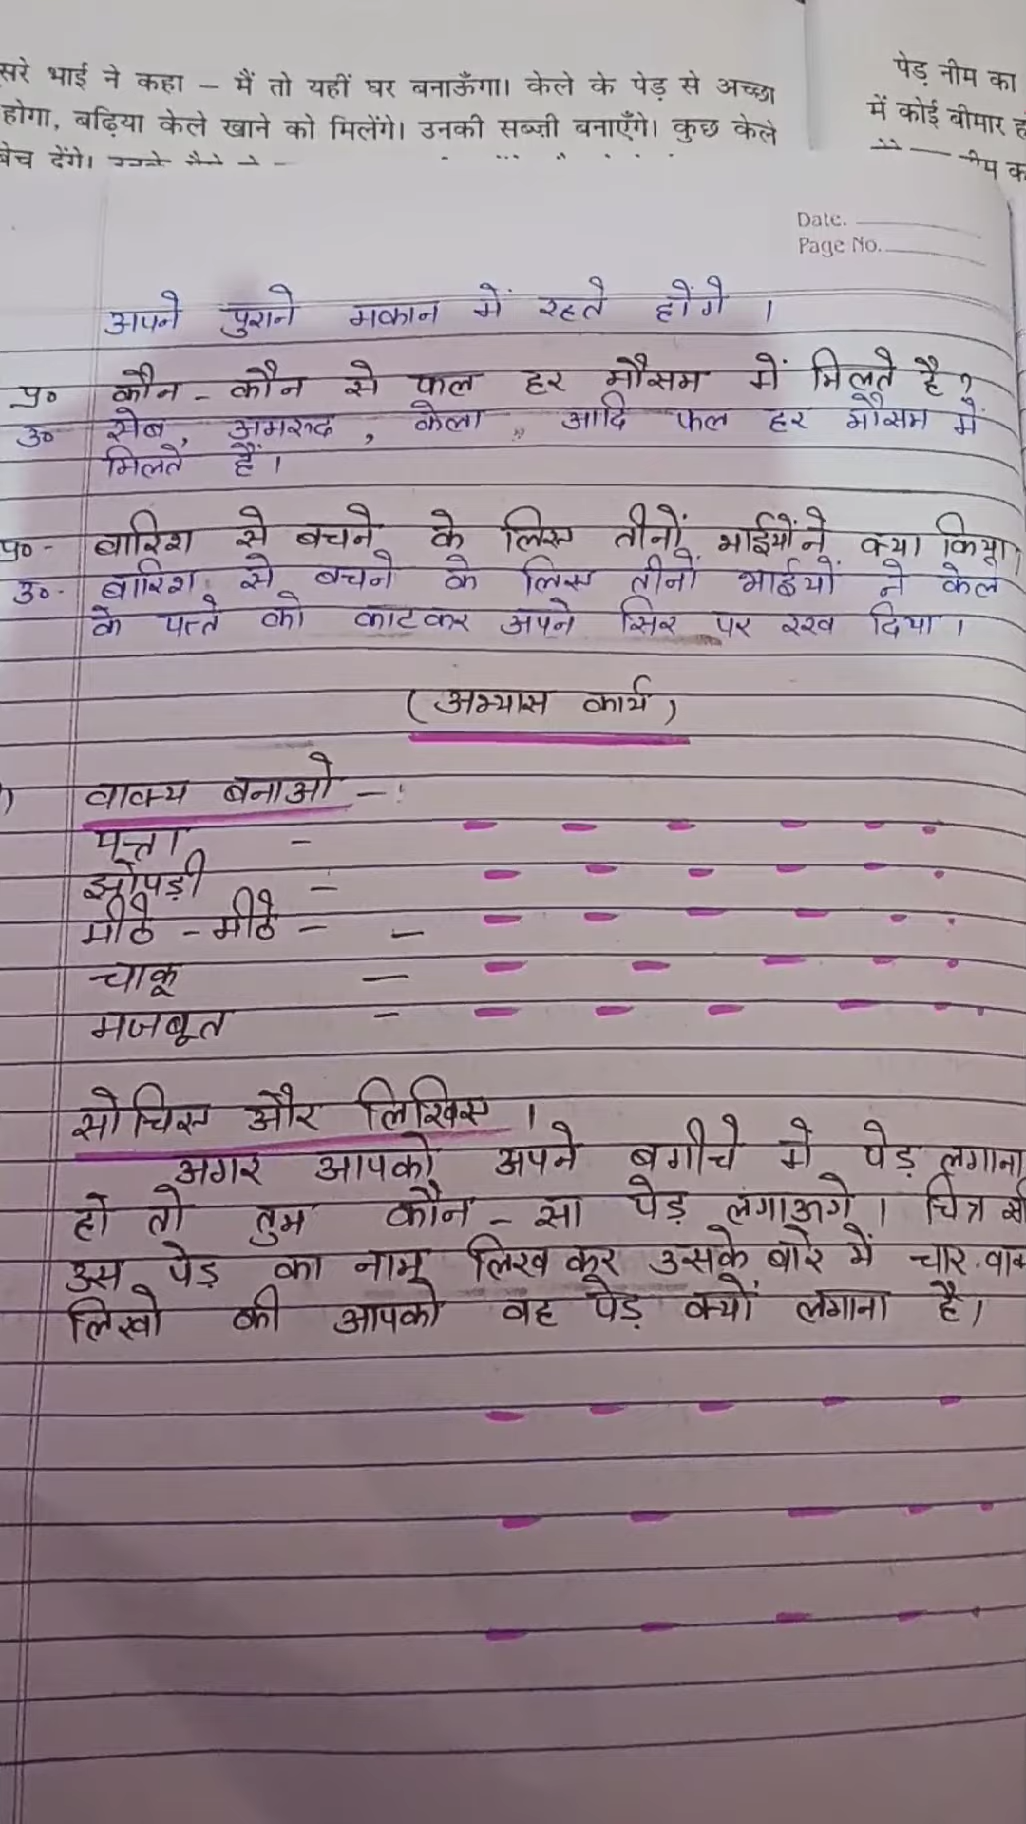 सरे भाई ने कहा – मैं तो यहीं घर बनाऊँगा। केले के पेड़ से अच्छा
होगा, बढ़िया केले खाने को मिलेंगे। उनकी सब्ज़ी बनाएँगे। कुछ केले
बेच देंगे।
पेड़ नीम का
में कोई बीमार ह
Date.
Page No.
अपने पुराने मकान में रहते होंगे ।
प्र० कौन - कौन से फल हर मौसम में मिलते है ?
उ० सेब, अमरुद, केला, आदि फल हर मौसम में
मिलते हैं ।
प्र०- बारिश से बचने के लिए तीनों भाईयों ने क्या किया।
उ०- बारिश से बचने के लिए तीनों भाईयों ने केल
के पत्ते को काटकर अपने सिर पर रख दिया ।
(अभ्यास कार्य)
) वाक्य बनाओ -:
पत्ता -
झोपड़ी -
मीठे - मीठे - -
चाकू -
मजबूत -
सोचिए और लिखिए ।
अगर आपको अपने बगीचे में पेड़ लगाना
हो तो तुम कौन - सा पेड़ लगाऊगे । चित्र
उस पेड़ का नाम लिख कर उसके बारे में चार वाक
लिखो की आपको वह पेड़ क्यों लगाना है।